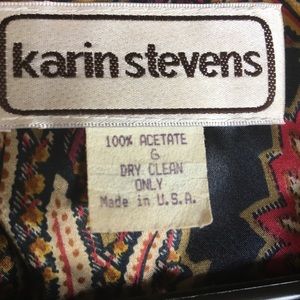 karin stevens
100% ACETATE
G
DRY CLEAN
ONLY
Made in U.S.A.